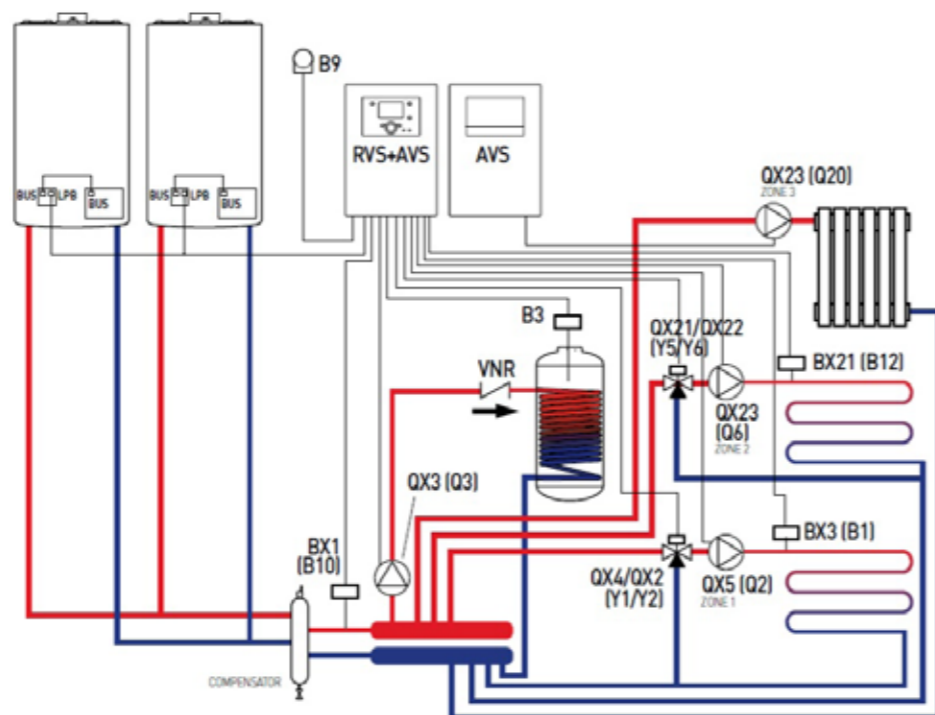 B9
RVS+AVS
AVS
QX23 (Q20)
ZONE 3
BUS
LPB
BUS
BUS
LPB
BUS
B3
QX21/QX22
(Y5/Y6)
VNR
BX21 (B12)
QX23
(Q6)
ZONE 2
QX3 (Q3)
BX1
(B10)
BX3 (B1)
QX4/QX2
(Y1/Y2)
QX5 (Q2)
ZONE 1
COMPENSATOR